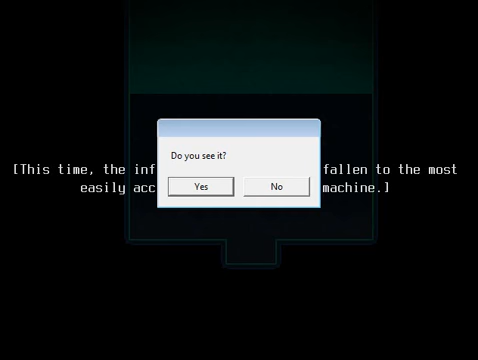 Do you see it?
[This time, the inf fallen to the most
Yes No
easily acc machine.]